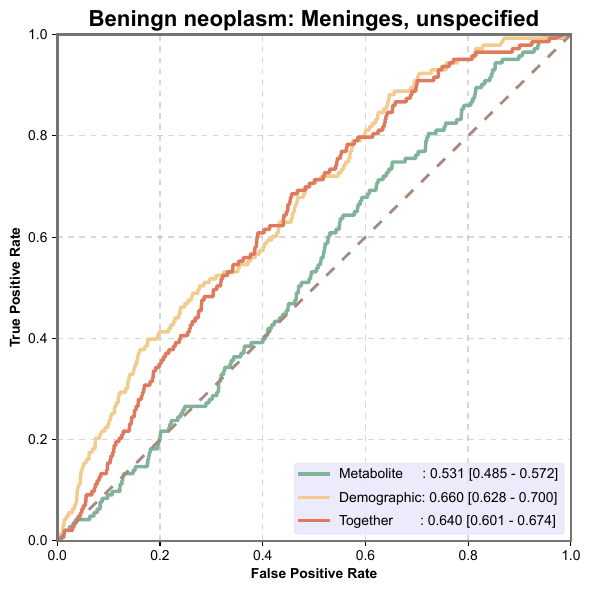 Beningn neoplasm: Meninges, unspecified
1.0
0.8
0.6
0.4
0.2
0.0
True Positive Rate
Metabolite : 0.531 [0.485 - 0.572]
Demographic: 0.660 [0.628 - 0.700]
Together : 0.640 [0.601 - 0.674]
0.0 0.2 0.4 0.6 0.8 1.0
False Positive Rate